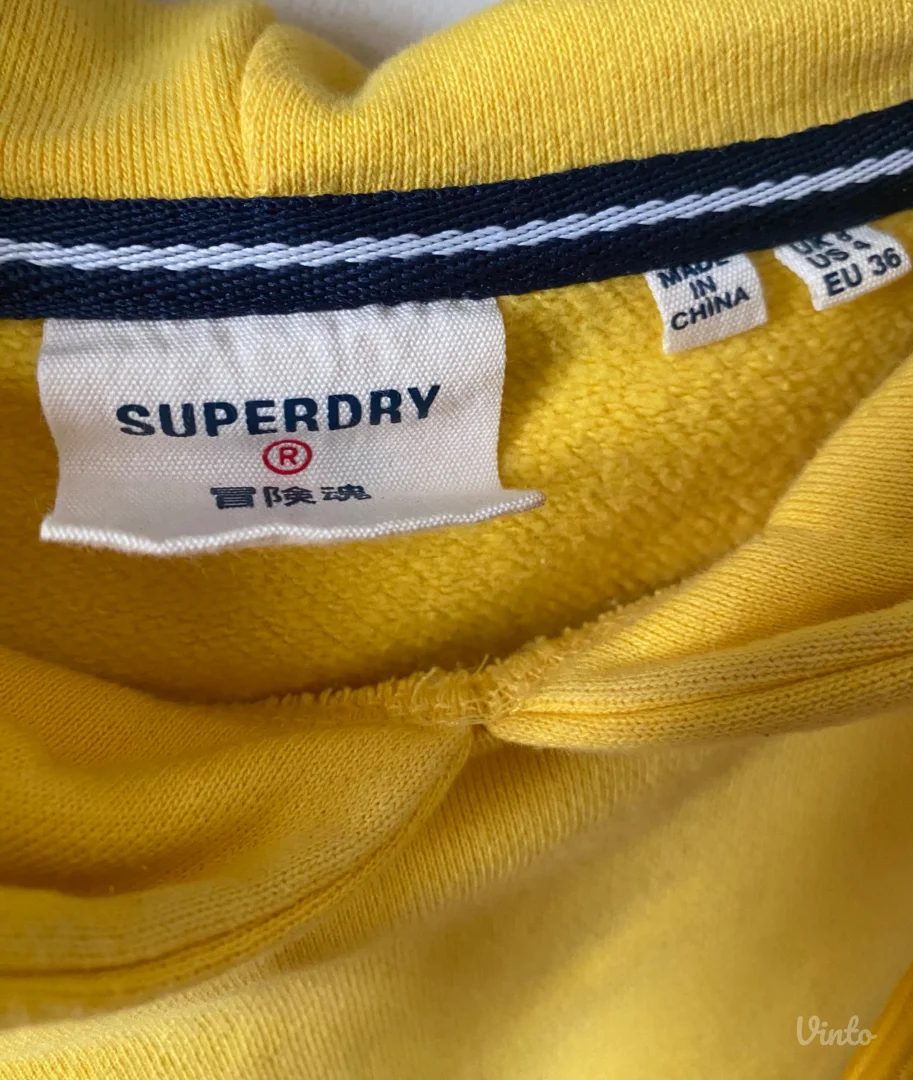 SUPERDRY
®
冒険魂
MADE
IN
CHINA
UK 8
US 4
EU 36
Vinto